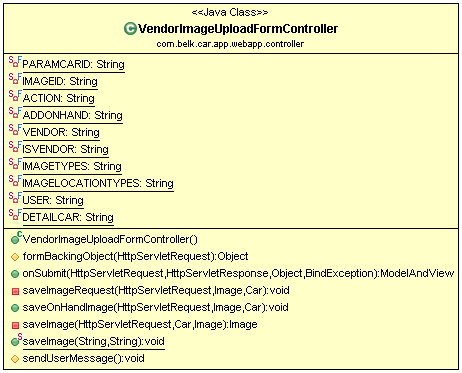 <<Java Class>>
VendorImageUploadFormController
com.belk.car.app.webapp.controller
PARAMCARID: String
IMAGEID: String
ACTION: String
ADDONHAND: String
VENDOR: String
ISVENDOR: String
IMAGETYPES: String
IMAGELOCATIONTYPES: String
USER: String
DETAILCAR: String
VendorImageUploadFormController()
formBackingObject(HttpServletRequest):Object
onSubmit(HttpServletRequest,HttpServletResponse,Object,BindException):ModelAndView
saveImageRequest(HttpServletRequest,Image,Car):void
saveOnHandImage(HttpServletRequest,Image,Car):void
saveImage(HttpServletRequest,Car,Image):Image
saveImage(String,String):void
sendUserMessage():void